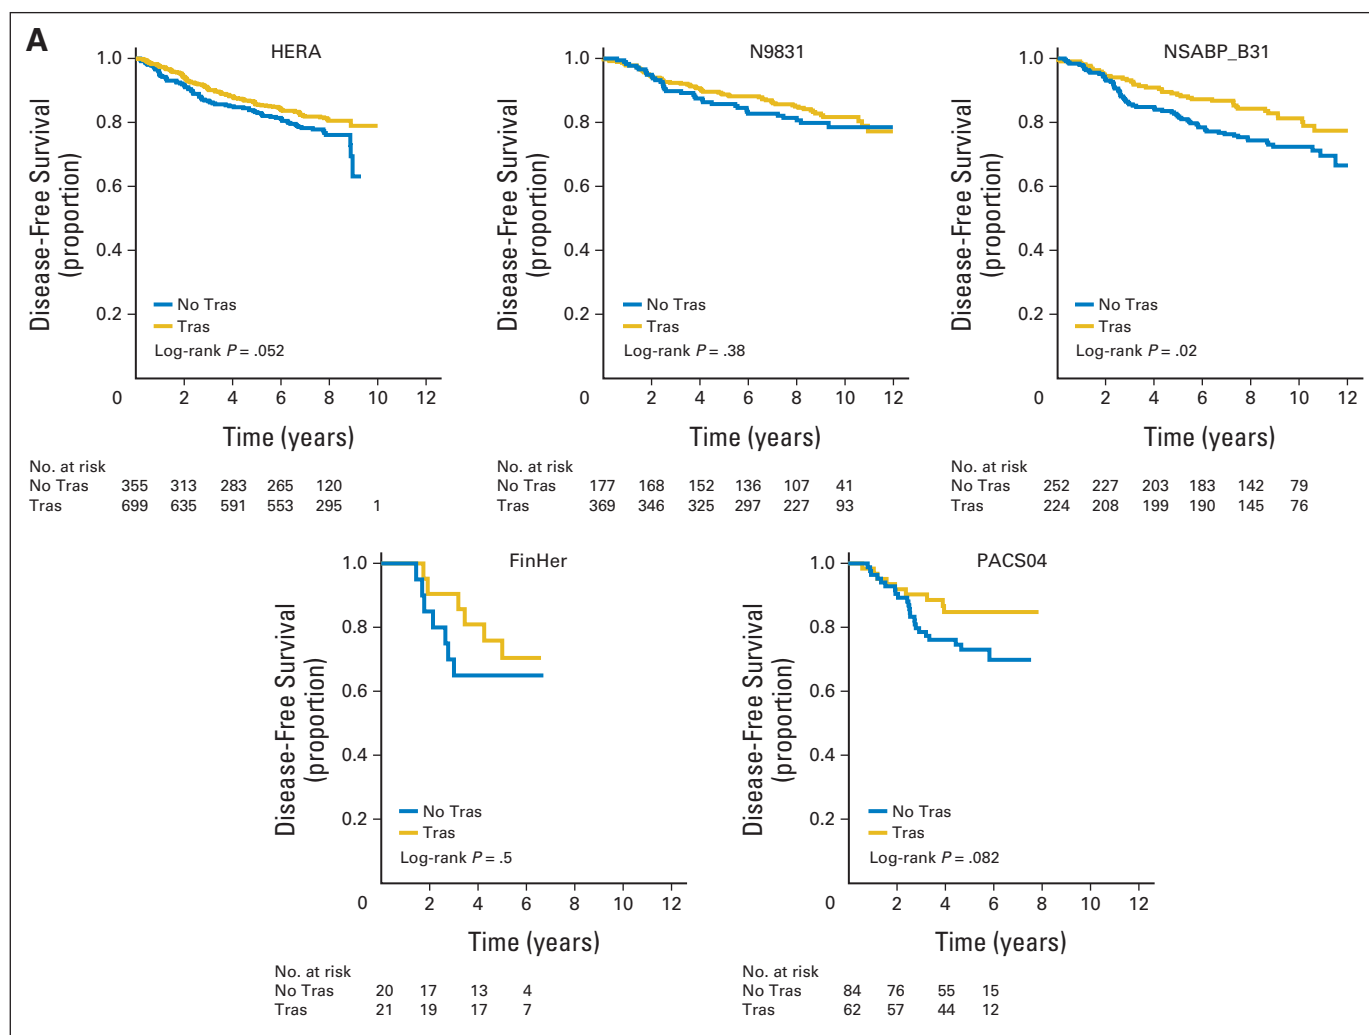 A
HERA
1.0
0.8
0.6
0.4
0.2
Disease-Free Survival
(proportion)
No Tras
Tras
Log-rank P = .052
0 2 4 6 8 10 12
Time (years)
No. at risk
No Tras 355 313 283 265 120
Tras 699 635 591 553 295 1
N9831
1.0
0.8
0.6
0.4
0.2
Disease-Free Survival
(proportion)
No Tras
Tras
Log-rank P = .38
0 2 4 6 8 10 12
Time (years)
No. at risk
No Tras 177 168 152 136 107 41
Tras 369 346 325 297 227 93
NSABP_B31
1.0
0.8
0.6
0.4
0.2
Disease-Free Survival
(proportion)
No Tras
Tras
Log-rank P = .02
0 2 4 6 8 10 12
Time (years)
No. at risk
No Tras 252 227 203 183 142 79
Tras 224 208 199 190 145 76
FinHer
1.0
0.8
0.6
0.4
0.2
Disease-Free Survival
(proportion)
No Tras
Tras
Log-rank P = .5
0 2 4 6 8 10 12
Time (years)
No. at risk
No Tras 20 17 13 4
Tras 21 19 17 7
PACS04
1.0
0.8
0.6
0.4
0.2
Disease-Free Survival
(proportion)
No Tras
Tras
Log-rank P = .082
0 2 4 6 8 10 12
Time (years)
No. at risk
No Tras 84 76 55 15
Tras 62 57 44 12